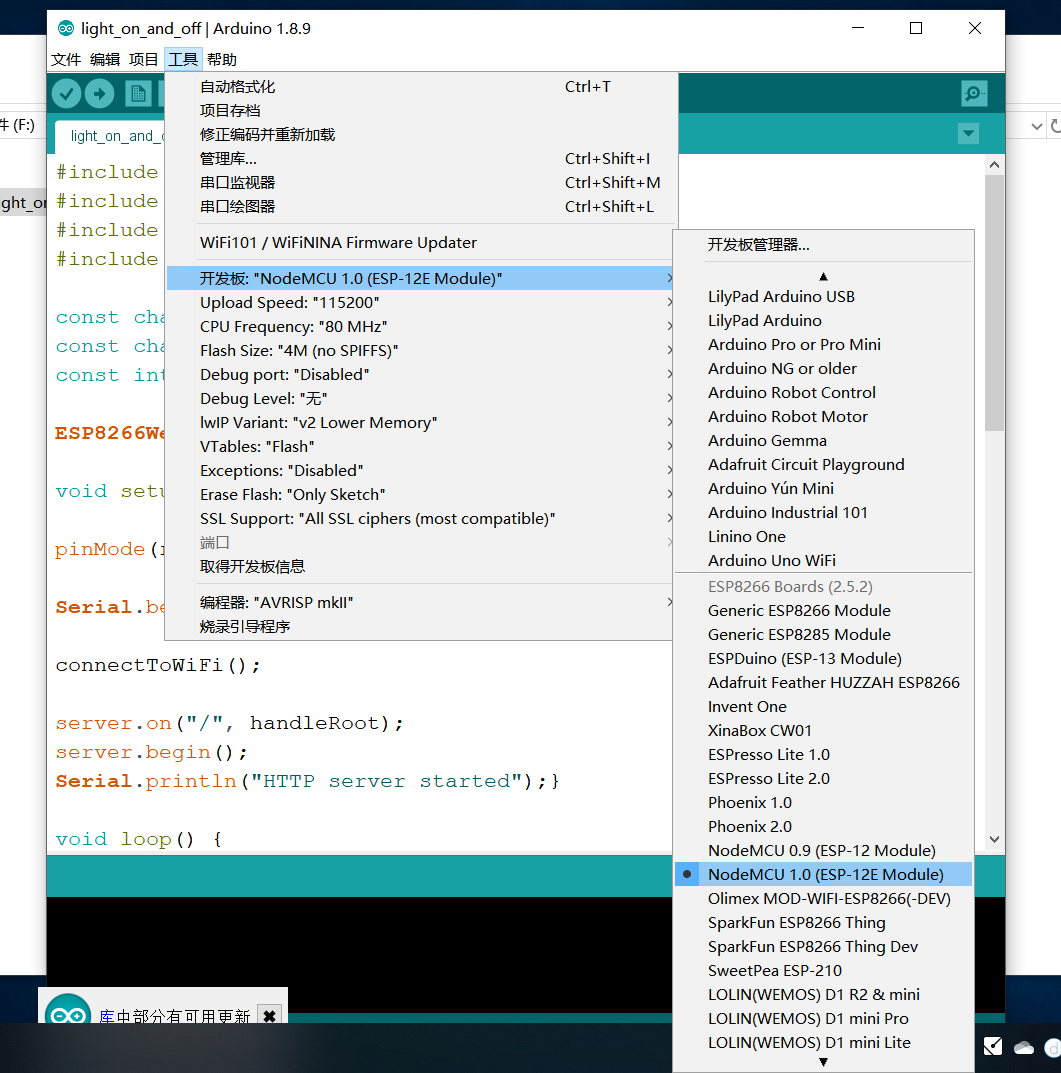 light_on_and_off | Arduino 1.8.9
文件 编辑 项目 工具 帮助
自动格式化 Ctrl+T
项目存档
修正编码并重新加载
管理库... Ctrl+Shift+I
串口监视器 Ctrl+Shift+M
串口绘图器 Ctrl+Shift+L
WiFi101 / WiFiNINA Firmware Updater
开发板: "NodeMCU 1.0 (ESP-12E Module)"
Upload Speed: "115200"
CPU Frequency: "80 MHz"
Flash Size: "4M (no SPIFFS)"
Debug port: "Disabled"
Debug Level: "无"
lwIP Variant: "v2 Lower Memory"
VTables: "Flash"
Exceptions: "Disabled"
Erase Flash: "Only Sketch"
SSL Support: "All SSL ciphers (most compatible)"
端口
取得开发板信息
编程器: "AVRISP mkII"
烧录引导程序
开发板管理器...
LilyPad Arduino USB
LilyPad Arduino
Arduino Pro or Pro Mini
Arduino NG or older
Arduino Robot Control
Arduino Robot Motor
Arduino Gemma
Adafruit Circuit Playground
Arduino Yún Mini
Arduino Industrial 101
Linino One
Arduino Uno WiFi
ESP8266 Boards (2.5.2)
Generic ESP8266 Module
Generic ESP8285 Module
ESPDuino (ESP-13 Module)
Adafruit Feather HUZZAH ESP8266
Invent One
XinaBox CW01
ESPresso Lite 1.0
ESPresso Lite 2.0
Phoenix 1.0
Phoenix 2.0
NodeMCU 0.9 (ESP-12 Module)
NodeMCU 1.0 (ESP-12E Module)
Olimex MOD-WIFI-ESP8266(-DEV)
SparkFun ESP8266 Thing
SparkFun ESP8266 Thing Dev
SweetPea ESP-210
LOLIN(WEMOS) D1 R2 & mini
LOLIN(WEMOS) D1 mini Pro
LOLIN(WEMOS) D1 mini Lite
件 (F:)
ght_or
light_on_and_o
#include
#include
#include
#include
const cha
const cha
const int
ESP8266We
void setu
pinMode(
Serial.be
connectToWiFi();
server.on("/", handleRoot);
server.begin();
Serial.println("HTTP server started");}
void loop() {
库中部分有可用更新